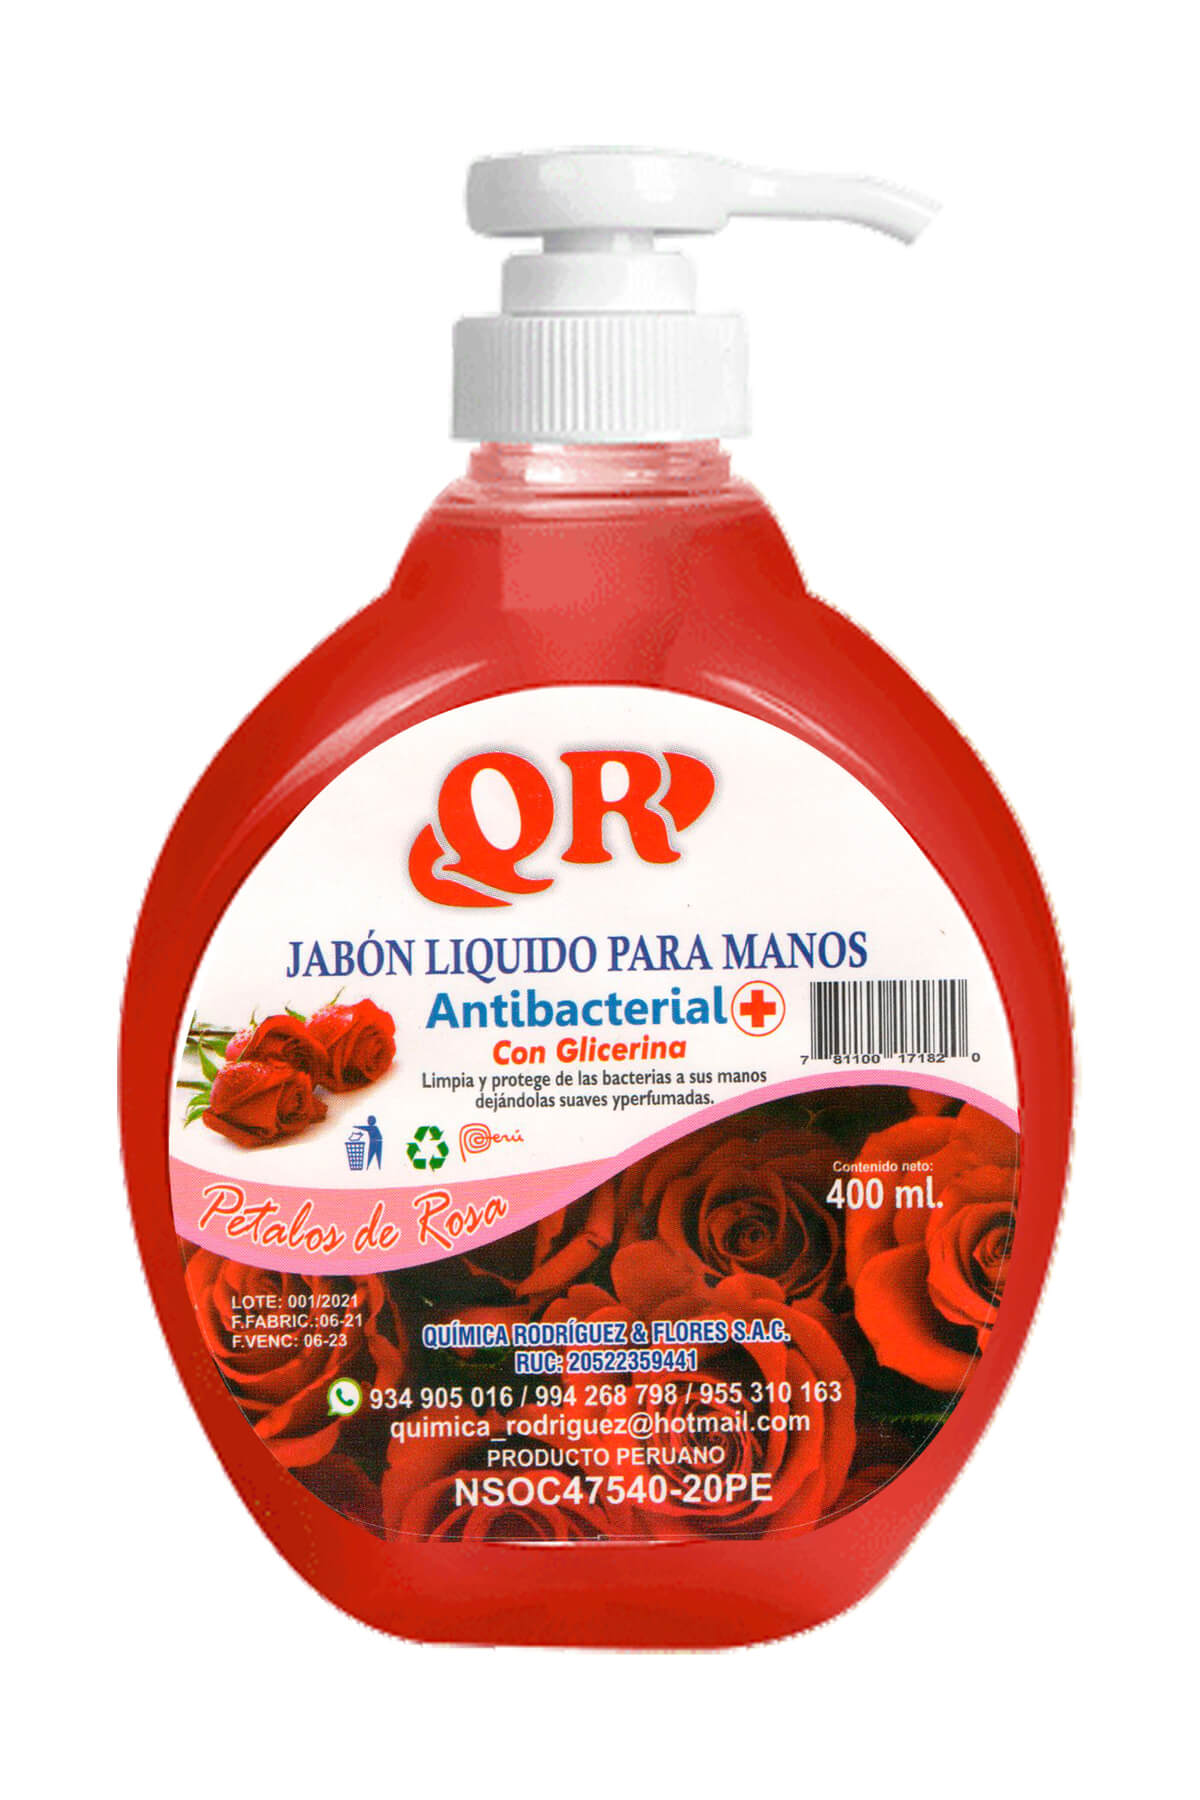 QR
JABÓN LIQUIDO PARA MANOS
Antibacterial
Con Glicerina
Limpia y protege de las bacterias a sus manos
dejándolas suaves yperfumadas.
7 81100 17182 0
Perú
Petalos de Rosa
Contenido neto:
400 ml.
LOTE: 001/2021
F.FABRIC.:06-21
F.VENC: 06-23
QUÍMICA RODRÍGUEZ & FLORES S.A.C.
RUC: 20522359441
934 905 016 / 994 268 798 / 955 310 163
quimica_rodriguez@hotmail.com
PRODUCTO PERUANO
NSOC47540-20PE